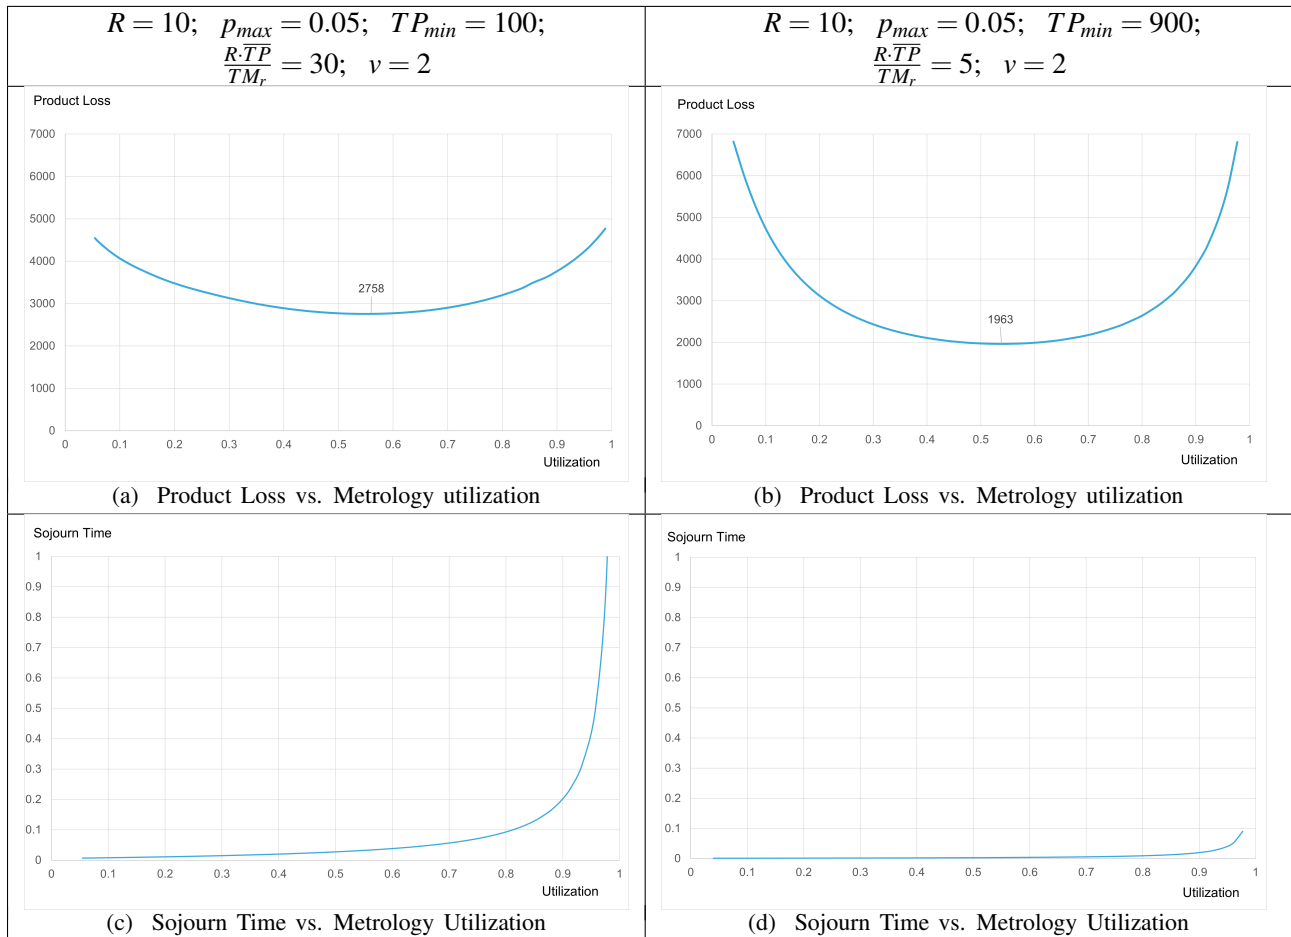 R = 10; p_max = 0.05; TP_min = 100;
R·TP̅/TM_r = 30; v = 2
R = 10; p_max = 0.05; TP_min = 900;
R·TP̅/TM_r = 5; v = 2
Product Loss
7000
6000
5000
4000
3000
2000
1000
0
2758
0 0.1 0.2 0.3 0.4 0.5 0.6 0.7 0.8 0.9 1
Utilization
(a) Product Loss vs. Metrology utilization
Product Loss
7000
6000
5000
4000
3000
2000
1000
0
1963
0 0.1 0.2 0.3 0.4 0.5 0.6 0.7 0.8 0.9 1
Utilization
(b) Product Loss vs. Metrology utilization
Sojourn Time
1
0.9
0.8
0.7
0.6
0.5
0.4
0.3
0.2
0.1
0
0 0.1 0.2 0.3 0.4 0.5 0.6 0.7 0.8 0.9 1
Utilization
(c) Sojourn Time vs. Metrology Utilization
Sojourn Time
1
0.9
0.8
0.7
0.6
0.5
0.4
0.3
0.2
0.1
0
0 0.1 0.2 0.3 0.4 0.5 0.6 0.7 0.8 0.9 1
Utilization
(d) Sojourn Time vs. Metrology Utilization